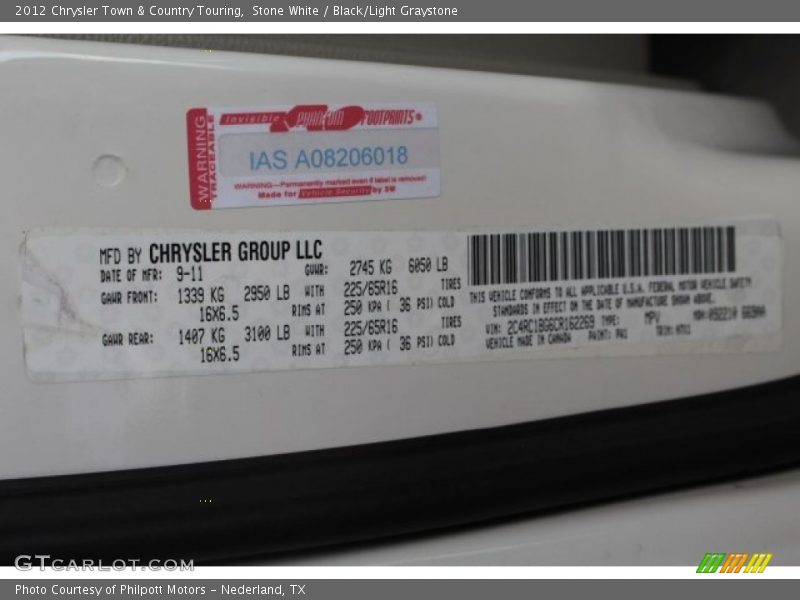 2012 Chrysler Town & Country Touring, Stone White / Black/Light Graystone
WARNING
TRACEABLE
Invisible PHANTOM FOOTPRINTS®
IAS A08206018
WARNING—Permanently marked even if label is removed!
Made for Vehicle Security by 3M
MFD BY CHRYSLER GROUP LLC
DATE OF MFR: 9-11 GVWR: 2745 KG 6050 LB
GAWR FRONT: 1339 KG 2950 LB WITH 225/65R16 TIRES
16X6.5 RIMS AT 250 KPA ( 36 PSI) COLD
GAWR REAR: 1407 KG 3100 LB WITH 225/65R16 TIRES
16X6.5 RIMS AT 250 KPA ( 36 PSI) COLD
THIS VEHICLE CONFORMS TO ALL APPLICABLE U.S.A. FEDERAL MOTOR VEHICLE SAFETY
STANDARDS IN EFFECT ON THE DATE OF MANUFACTURE SHOWN ABOVE.
VIN: 2C4RC1BG6CR162269 TYPE: MPV MDH: 092210
VEHICLE MADE IN CANADA PAINT: PW1 TRIM:
GTCARLOT.COM
Photo Courtesy of Philpott Motors - Nederland, TX